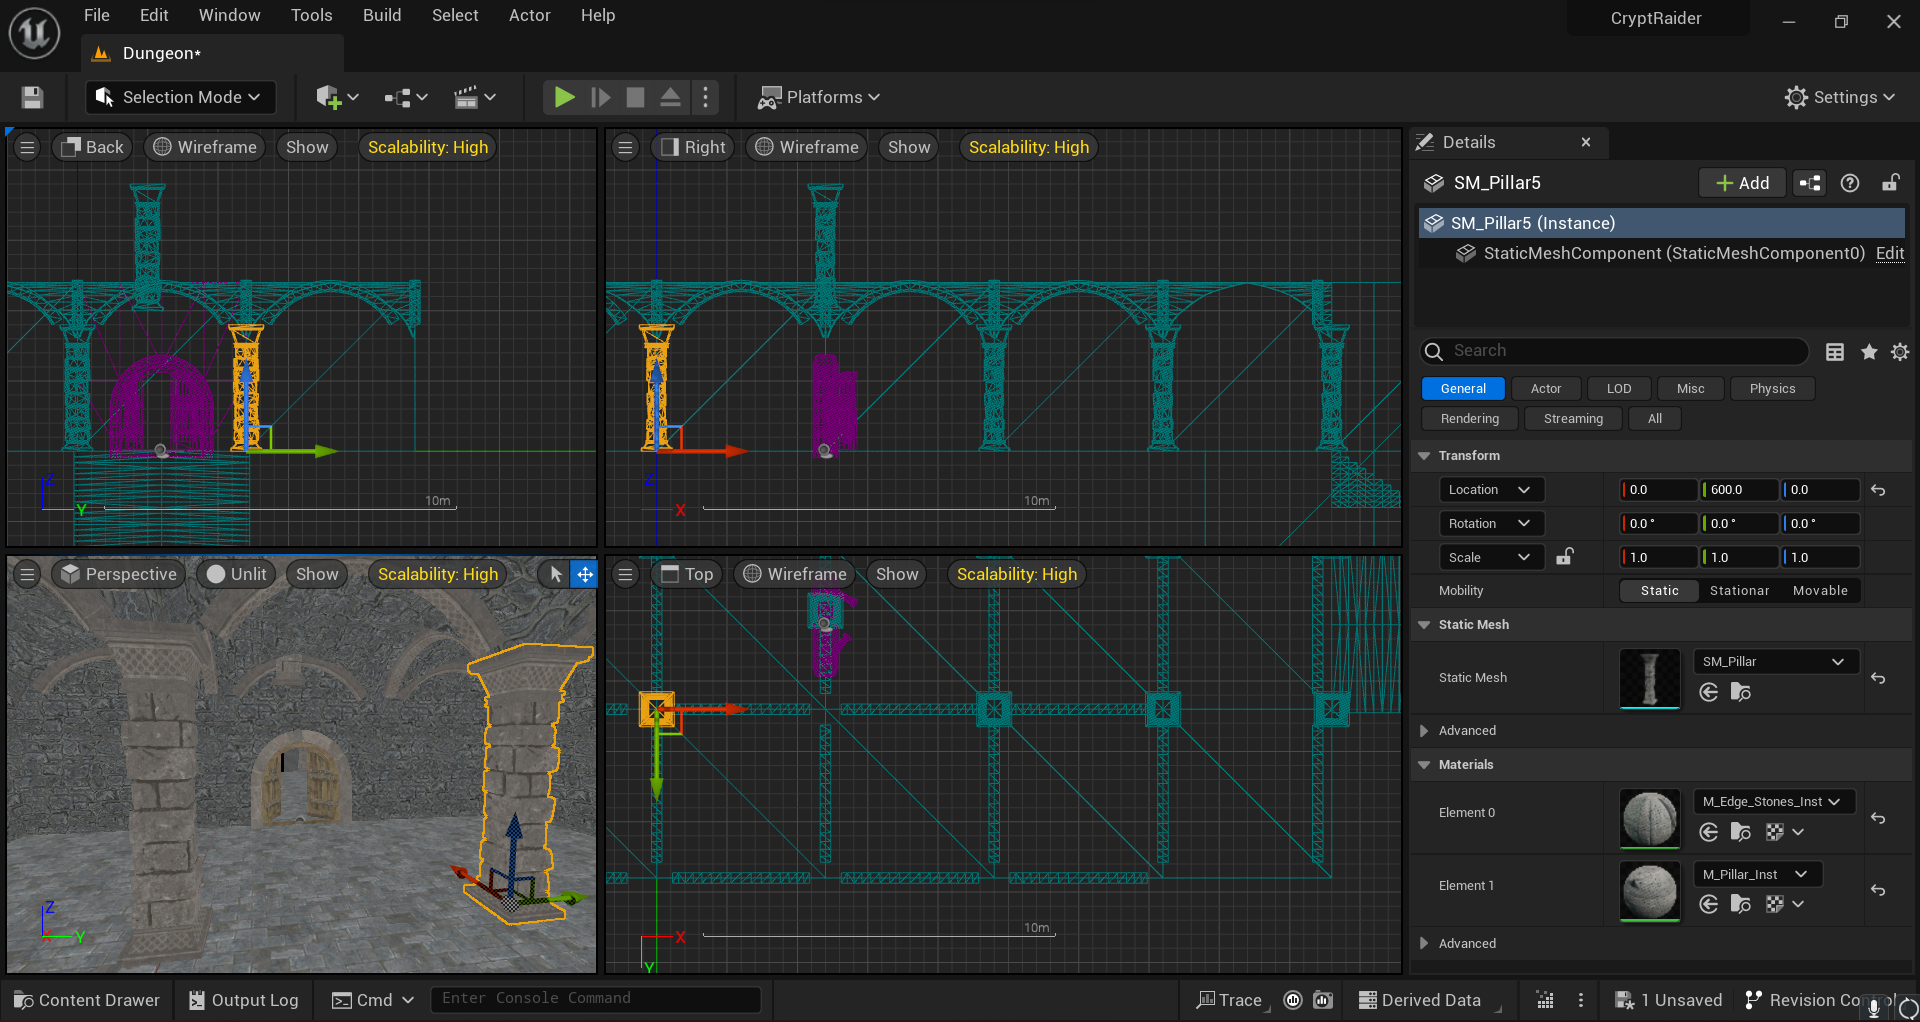 File Edit Window Tools Build Select Actor Help
CryptRaider
Dungeon*
Selection Mode
Platforms
Settings
Back Wireframe Show Scalability: High
Z
Y
10m
Right Wireframe Show Scalability: High
Z
X
10m
Perspective Unlit Show Scalability: High
Z
X
Y
Top Wireframe Show Scalability: High
10m
X
Y
Details
SM_Pillar5
Add
SM_Pillar5 (Instance)
StaticMeshComponent (StaticMeshComponent0) Edit
Search
General Actor LOD Misc Physics
Rendering Streaming All
Transform
Location 0.0 600.0 0.0
Rotation 0.0 ° 0.0 ° 0.0 °
Scale 1.0 1.0 1.0
Mobility Static Stationar Movable
Static Mesh
Static Mesh SM_Pillar
Advanced
Materials
Element 0 M_Edge_Stones_Inst
Element 1 M_Pillar_Inst
Advanced
Content Drawer Output Log Cmd Enter Console Command
Trace Derived Data 1 Unsaved Revision Control